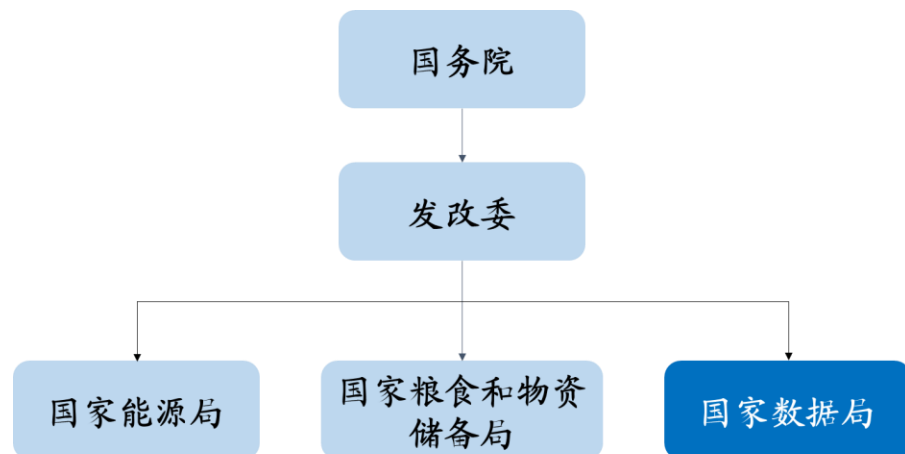 国务院
发改委
国家能源局
国家粮食和物资
储备局
国家数据局